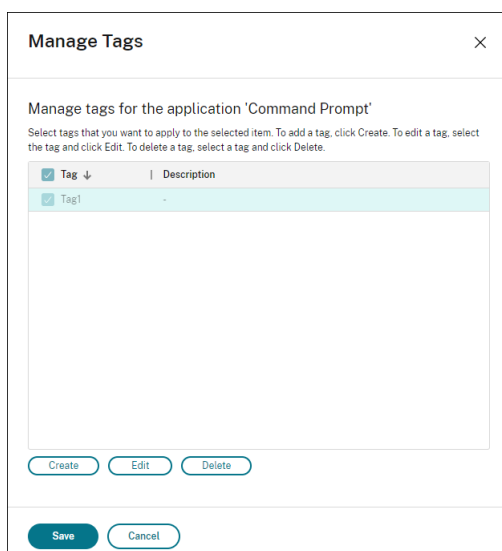 Manage Tags
Manage tags for the application 'Command Prompt'
Select tags that you want to apply to the selected item. To add a tag, click Create. To edit a tag, select
the tag and click Edit. To delete a tag, select a tag and click Delete.
Tag ↓ | Description
Tag1 -
Create Edit Delete
Save Cancel